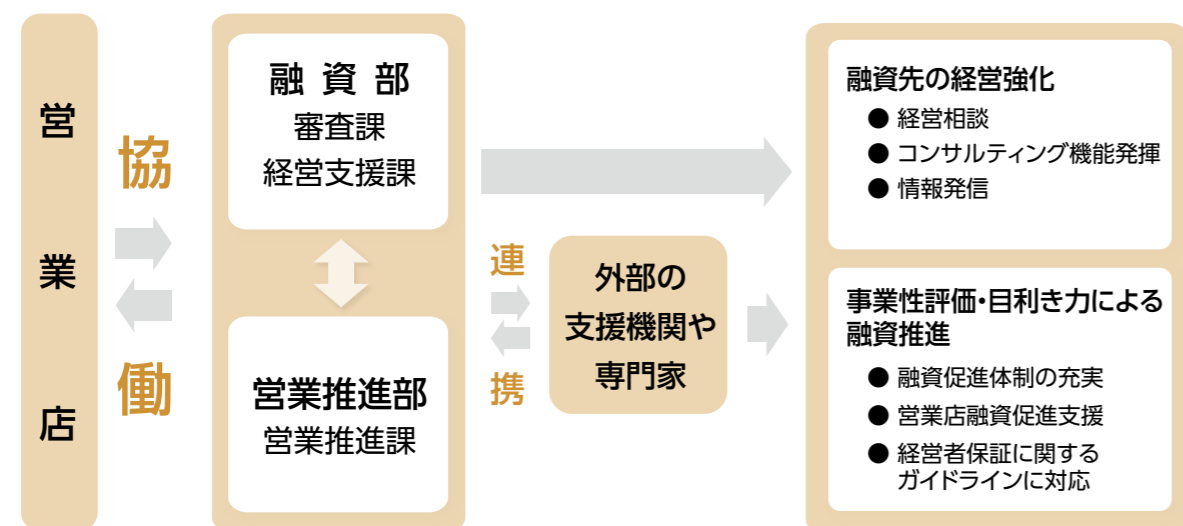 営業店
協働
融資部
審査課
経営支援課
営業推進部
営業推進課
連携
外部の
支援機関や
専門家
融資先の経営強化
● 経営相談
● コンサルティング機能発揮
● 情報発信
事業性評価・目利き力による
融資推進
● 融資促進体制の充実
● 営業店融資促進支援
● 経営者保証に関する
ガイドラインに対応